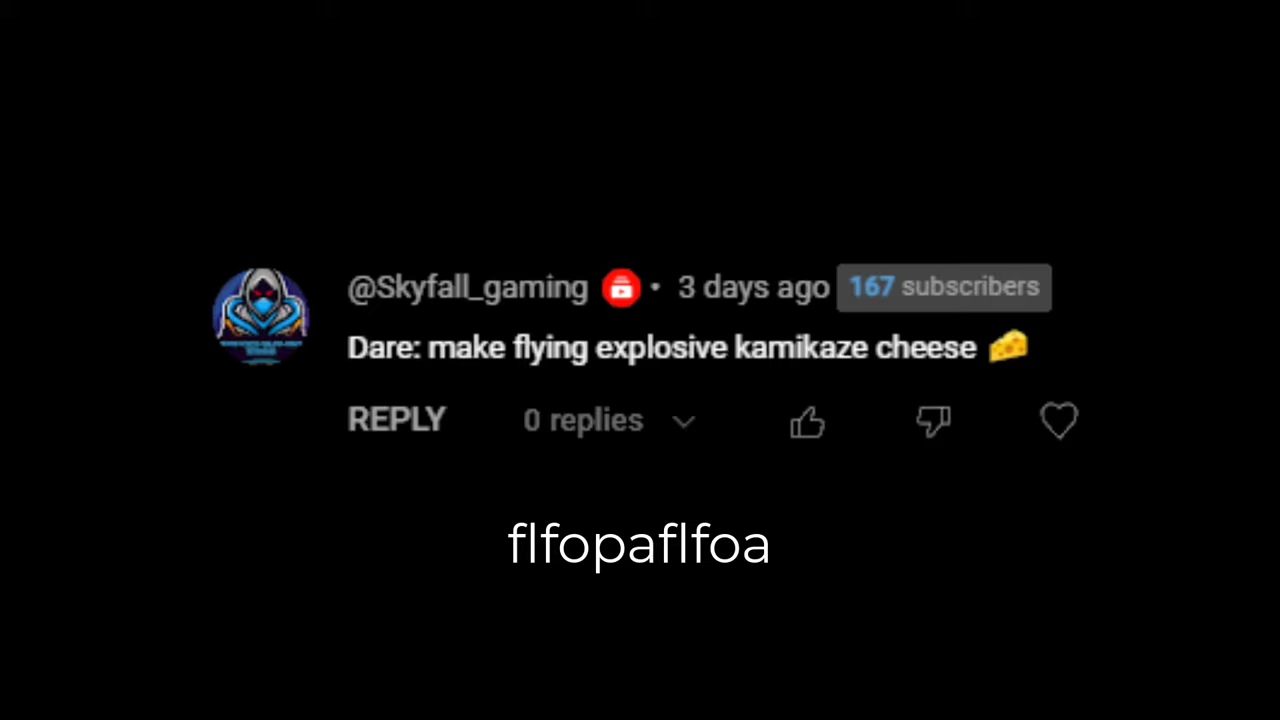 @Skyfall_gaming • 3 days ago 167 subscribers
Dare: make flying explosive kamikaze cheese 🧀
REPLY 0 replies
flfopaflfoa